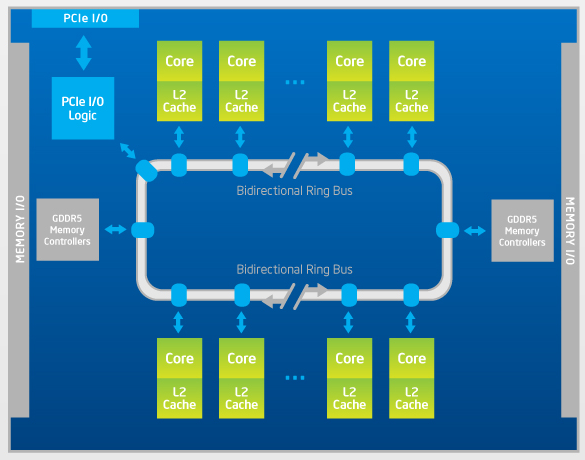 PCIe I/O
PCIe I/O
Logic
Core
L2
Cache
Core
L2
Cache
...
Core
L2
Cache
Core
L2
Cache
MEMORY I/O
GDDR5
Memory
Controllers
Bidirectional Ring Bus
Bidirectional Ring Bus
GDDR5
Memory
Controllers
MEMORY I/O
Core
L2
Cache
Core
L2
Cache
...
Core
L2
Cache
Core
L2
Cache